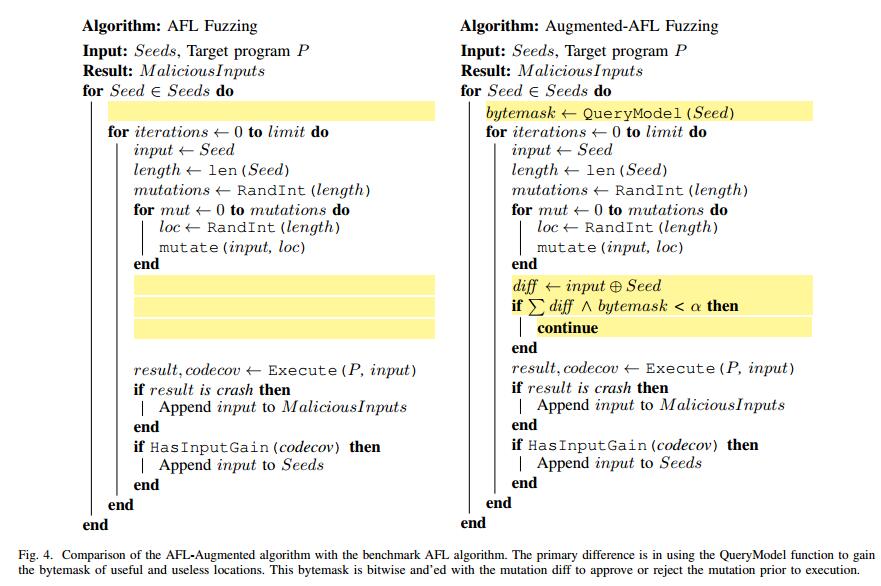 Algorithm: AFL Fuzzing
Input: Seeds, Target program P
Result: MaliciousInputs
for Seed ∈ Seeds do
for iterations ← 0 to limit do
input ← Seed
length ← len(Seed)
mutations ← RandInt(length)
for mut ← 0 to mutations do
loc ← RandInt(length)
mutate(input, loc)
end
result, codecov ← Execute(P, input)
if result is crash then
Append input to MaliciousInputs
end
if HasInputGain(codecov) then
Append input to Seeds
end
end
end
Algorithm: Augmented-AFL Fuzzing
Input: Seeds, Target program P
Result: MaliciousInputs
for Seed ∈ Seeds do
bytemask ← QueryModel(Seed)
for iterations ← 0 to limit do
input ← Seed
length ← len(Seed)
mutations ← RandInt(length)
for mut ← 0 to mutations do
loc ← RandInt(length)
mutate(input, loc)
end
diff ← input ⊕ Seed
if ∑ diff ∧ bytemask < α then
continue
end
result, codecov ← Execute(P, input)
if result is crash then
Append input to MaliciousInputs
end
if HasInputGain(codecov) then
Append input to Seeds
end
end
end
Fig. 4. Comparison of the AFL-Augmented algorithm with the benchmark AFL algorithm. The primary difference is in using the QueryModel function to gain
the bytemask of useful and useless locations. This bytemask is bitwise and'ed with the mutation diff to approve or reject the mutation prior to execution.